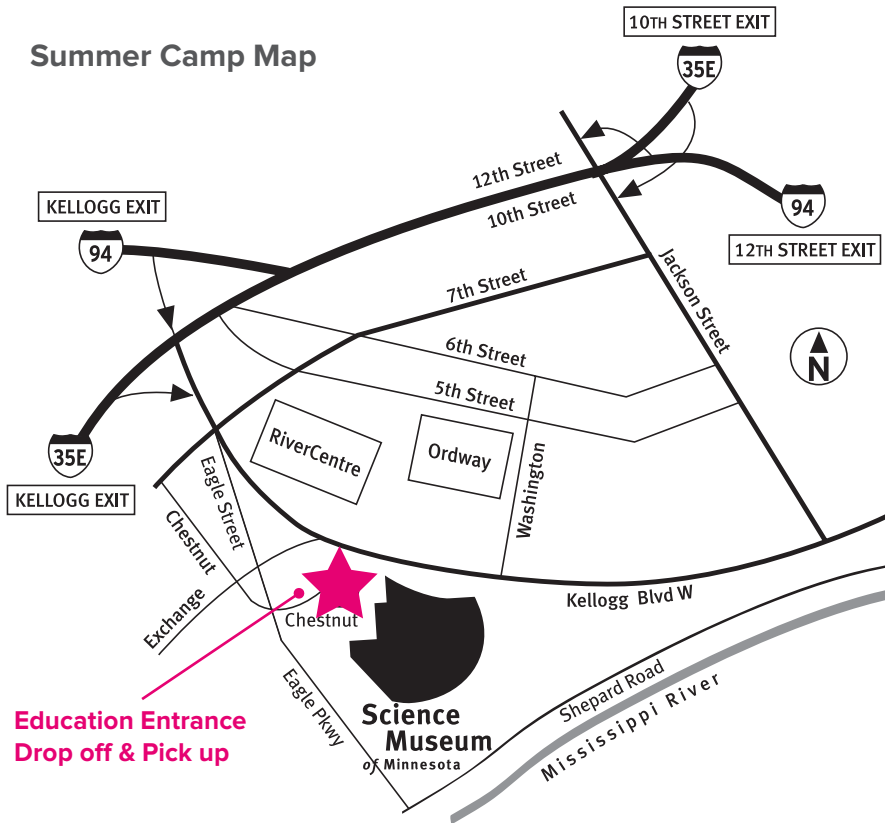 Summer Camp Map
10TH STREET EXIT
35E
12th Street
10th Street
KELLOGG EXIT
94
94
12TH STREET EXIT
Jackson Street
7th Street
6th Street
5th Street
N
RiverCentre
Ordway
Washington
35E
KELLOGG EXIT
Eagle Street
Chestnut
Exchange
Chestnut
Kellogg Blvd W
Eagle Pkwy
Shepard Road
Mississippi River
Education Entrance
Drop off & Pick up
Science
Museum
of Minnesota